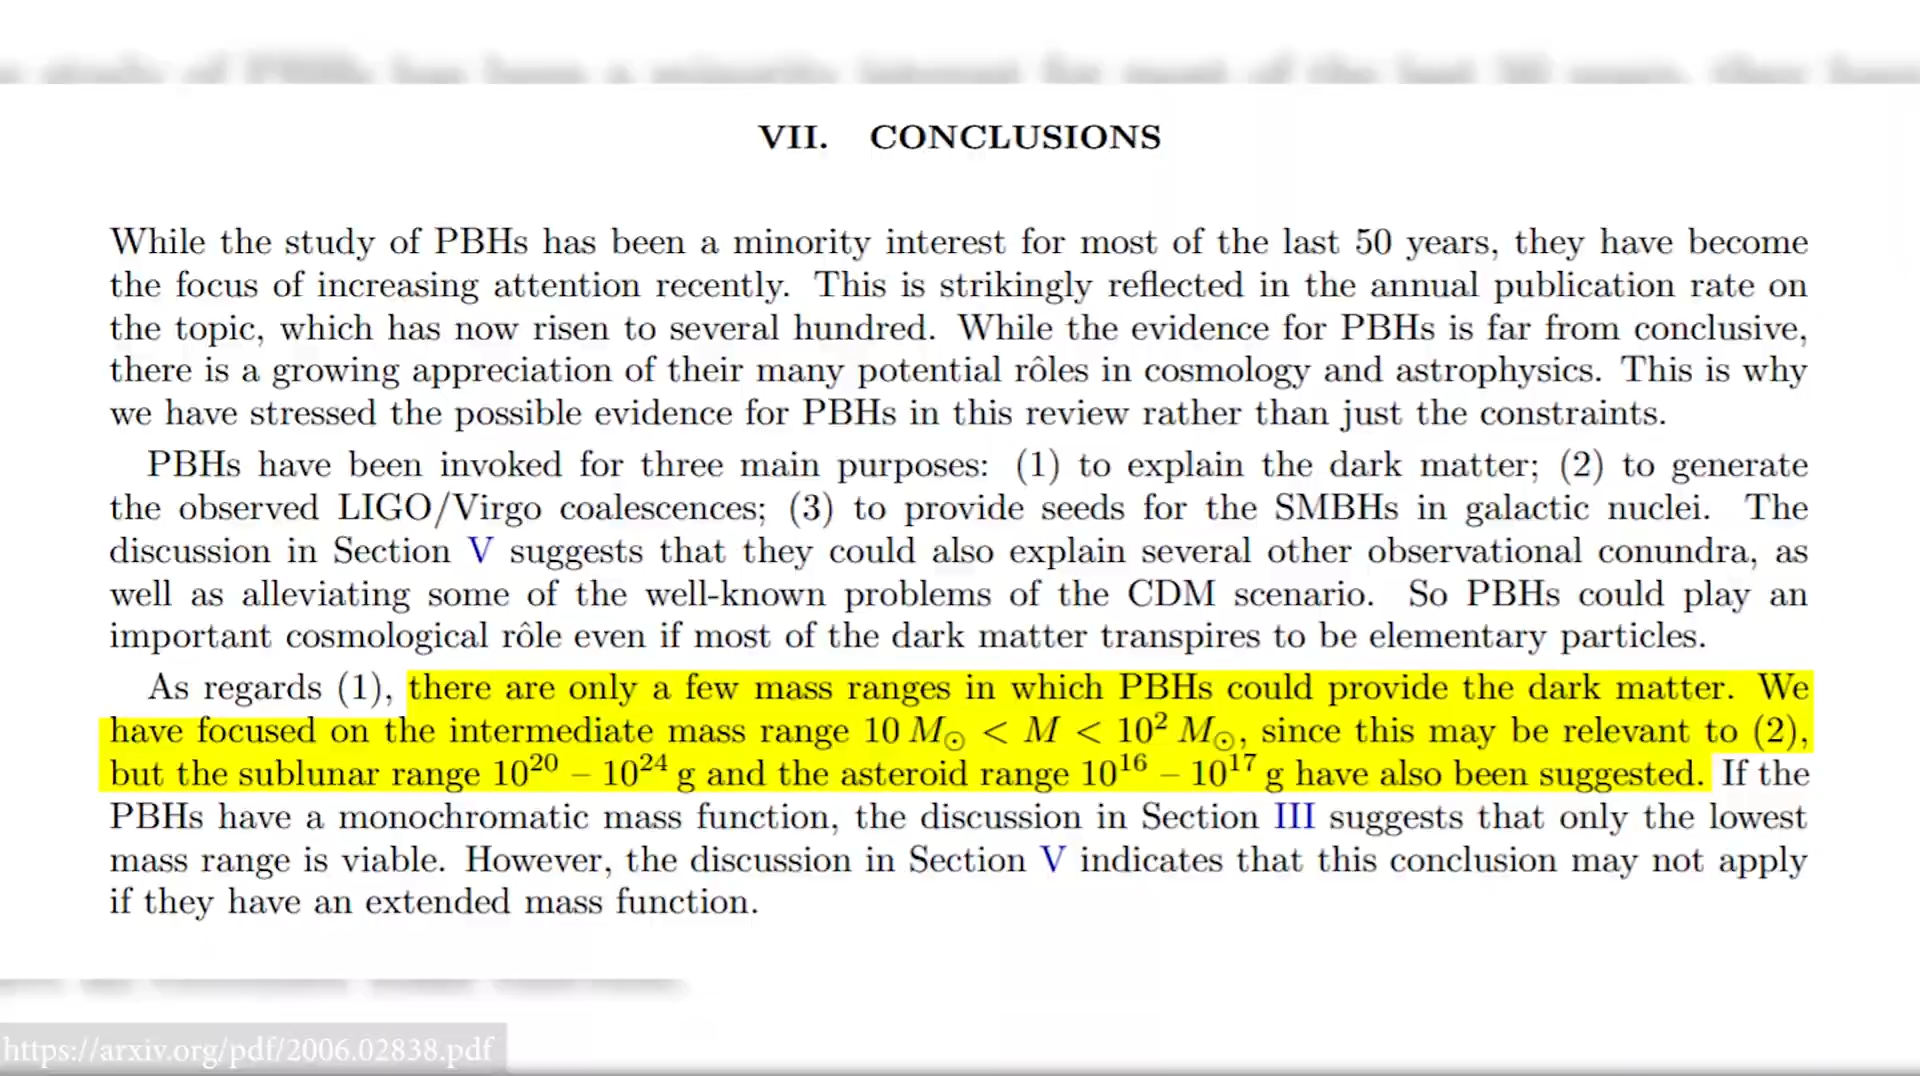 VII. CONCLUSIONS
While the study of PBHs has been a minority interest for most of the last 50 years, they have become
the focus of increasing attention recently. This is strikingly reflected in the annual publication rate on
the topic, which has now risen to several hundred. While the evidence for PBHs is far from conclusive,
there is a growing appreciation of their many potential rôles in cosmology and astrophysics. This is why
we have stressed the possible evidence for PBHs in this review rather than just the constraints.
PBHs have been invoked for three main purposes: (1) to explain the dark matter; (2) to generate
the observed LIGO/Virgo coalescences; (3) to provide seeds for the SMBHs in galactic nuclei. The
discussion in Section V suggests that they could also explain several other observational conundra, as
well as alleviating some of the well-known problems of the CDM scenario. So PBHs could play an
important cosmological rôle even if most of the dark matter transpires to be elementary particles.
As regards (1), there are only a few mass ranges in which PBHs could provide the dark matter. We
have focused on the intermediate mass range 10 M⊙ < M < 10² M⊙, since this may be relevant to (2),
but the sublunar range 10²⁰ – 10²⁴ g and the asteroid range 10¹⁶ – 10¹⁷ g have also been suggested. If the
PBHs have a monochromatic mass function, the discussion in Section III suggests that only the lowest
mass range is viable. However, the discussion in Section V indicates that this conclusion may not apply
if they have an extended mass function.
https://arxiv.org/pdf/2006.02838.pdf